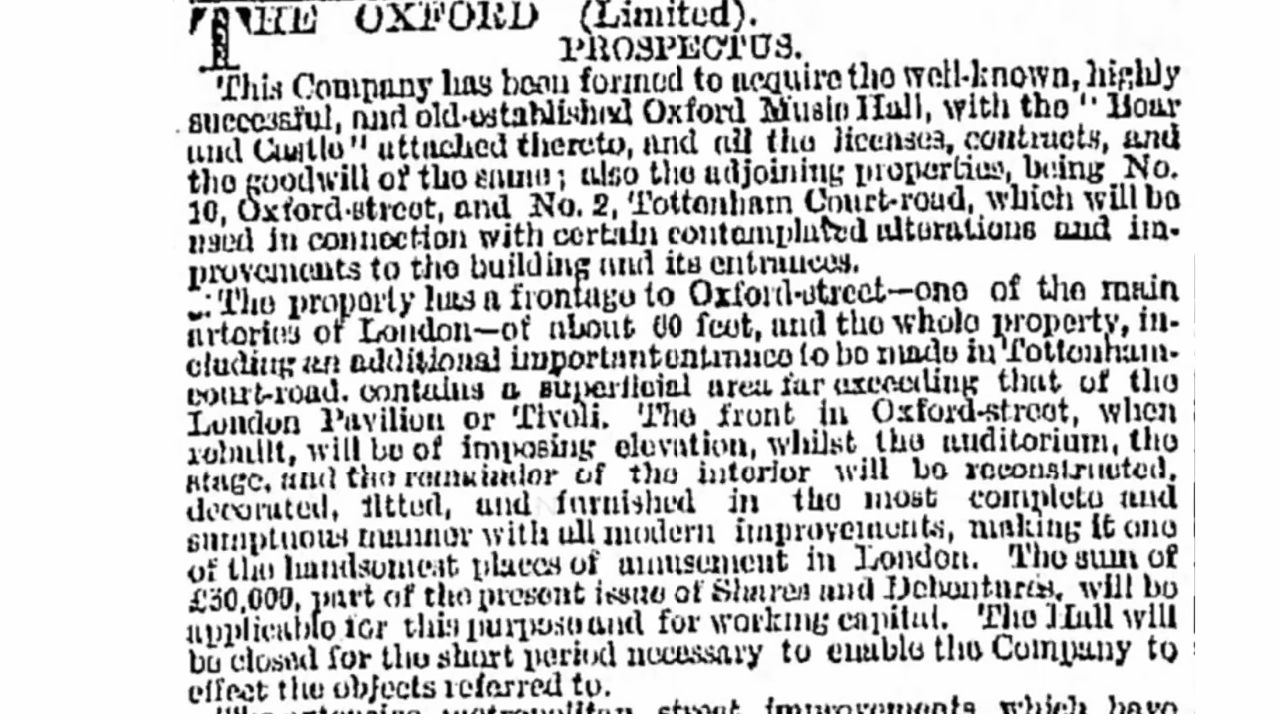 THE OXFORD (Limited).
PROSPECTUS.
This Company has been formed to acquire the well-known, highly
successful, and old-established Oxford Music Hall, with the "Boar
and Castle" attached thereto, and all the licenses, contracts, and
the goodwill of the same; also the adjoining properties, being No.
10, Oxford-street, and No. 2, Tottenham Court-road, which will be
used in connection with certain contemplated alterations and im-
provements to the building and its entrances.
The property has a frontage to Oxford-street—one of the main
arteries of London—of about 60 feet, and the whole property, in-
cluding an additional important entrance to be made in Tottenham-
court-road, contains a superficial area far exceeding that of the
London Pavilion or Tivoli. The front in Oxford-street, when
rebuilt, will be of imposing elevation, whilst the auditorium, the
stage, and the remainder of the interior will be reconstructed,
decorated, fitted, and furnished in the most complete and
sumptuous manner with all modern improvements, making it one
of the handsomest places of amusement in London. The sum of
£30,000, part of the present issue of Shares and Debentures, will be
applicable for this purpose and for working capital. The Hall will
be closed for the short period necessary to enable the Company to
effect the objects referred to.
The extensive metropolitan street improvements which have